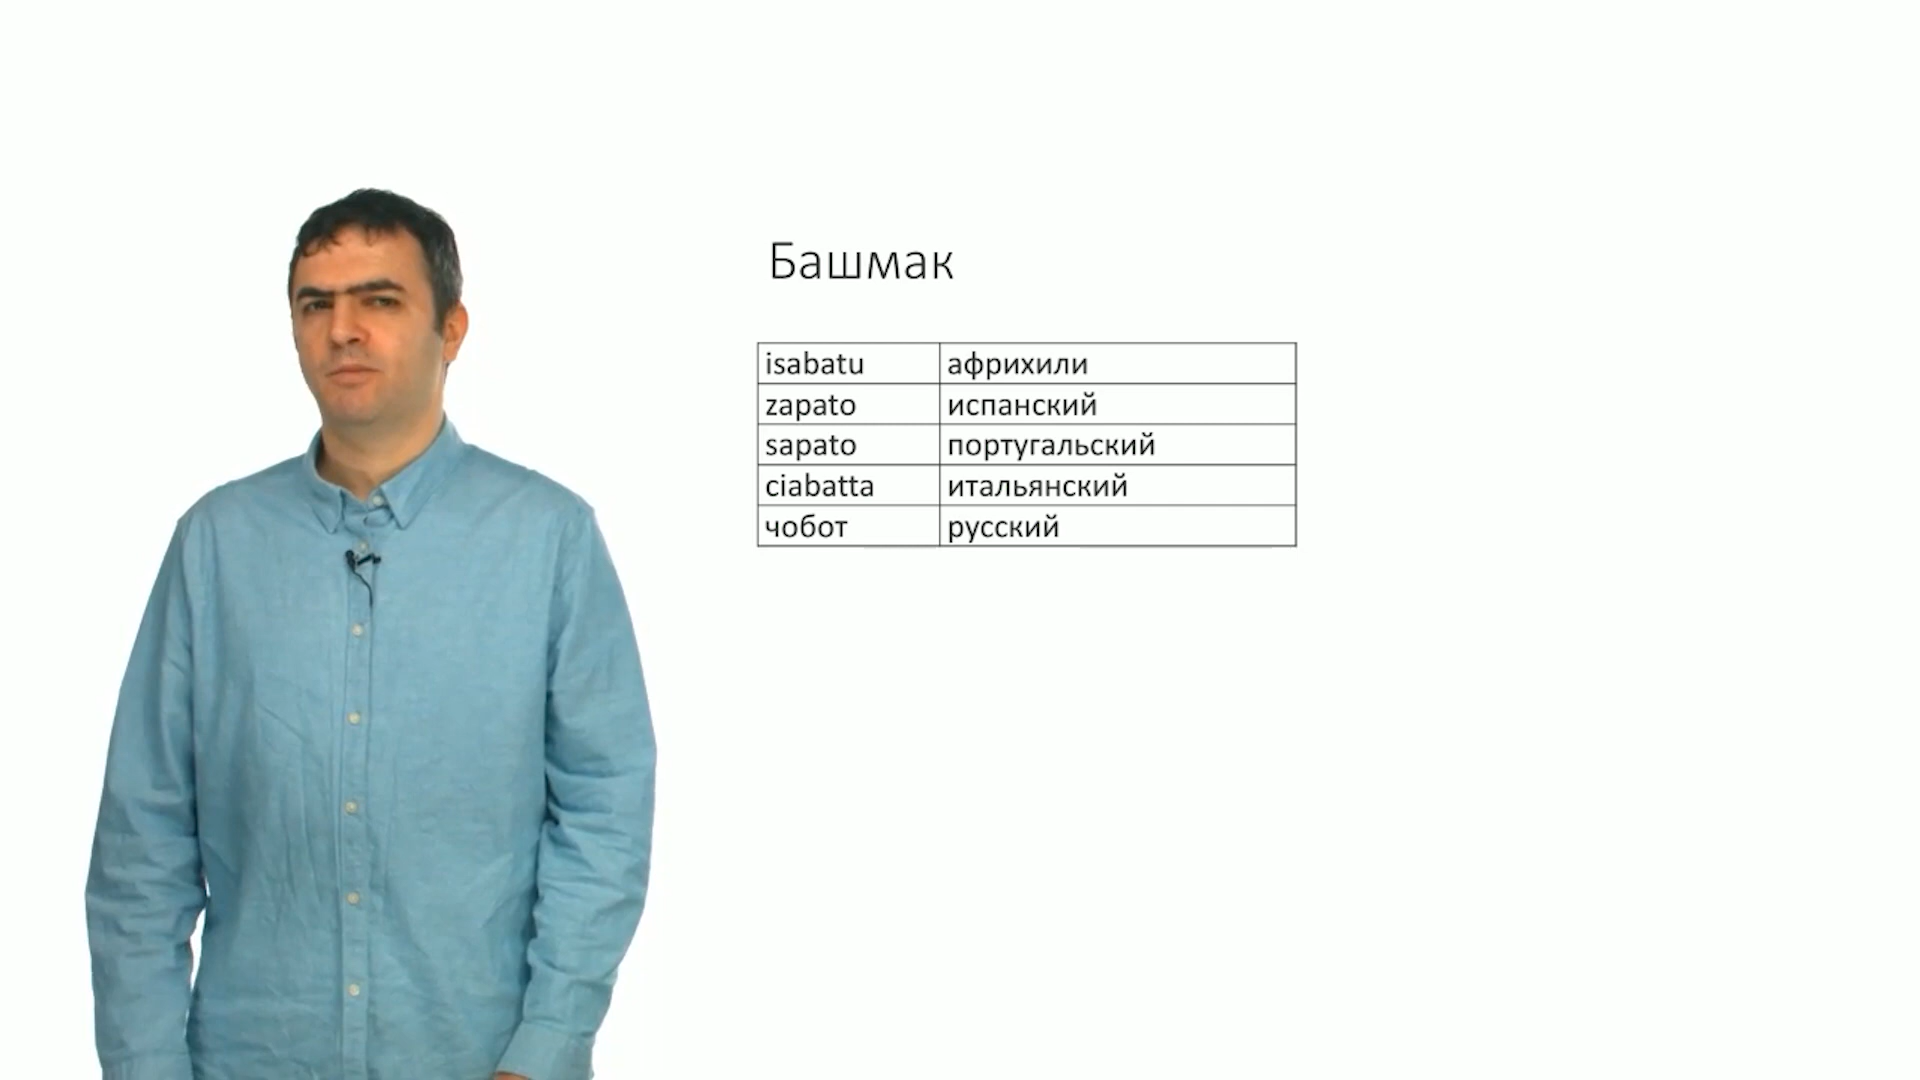 Башмак
isabatu африхили
zapato испанский
sapato португальский
ciabatta итальянский
чобот русский